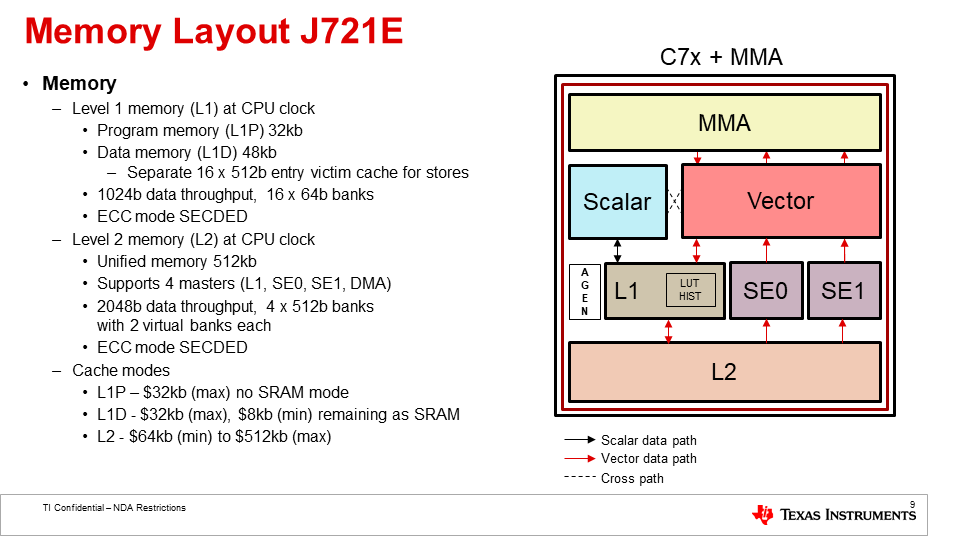 Memory Layout J721E
• Memory
– Level 1 memory (L1) at CPU clock
• Program memory (L1P) 32kb
• Data memory (L1D) 48kb
– Separate 16 x 512b entry victim cache for stores
• 1024b data throughput, 16 x 64b banks
• ECC mode SECDED
– Level 2 memory (L2) at CPU clock
• Unified memory 512kb
• Supports 4 masters (L1, SE0, SE1, DMA)
• 2048b data throughput, 4 x 512b banks
with 2 virtual banks each
• ECC mode SECDED
– Cache modes
• L1P – $32kb (max) no SRAM mode
• L1D - $32kb (max), $8kb (min) remaining as SRAM
• L2 - $64kb (min) to $512kb (max)
C7x + MMA
MMA
Scalar
Vector
A
G
E
N
L1
LUT
HIST
SE0
SE1
L2
Scalar data path
Vector data path
Cross path
TI Confidential – NDA Restrictions
9
TEXAS INSTRUMENTS